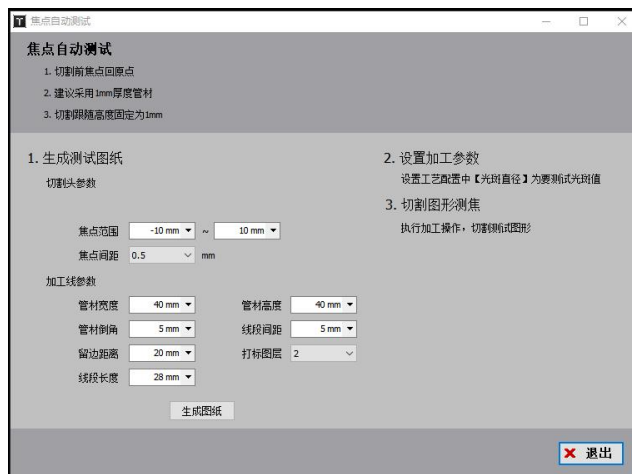 T 焦点自动测试
焦点自动测试
1. 切割前焦点回原点
2. 建议采用1mm厚度管材
3. 切割跟随高度固定为1mm
1. 生成测试图纸
切割头参数
焦点范围 -10 mm ~ 10 mm
焦点间距 0.5 mm
加工线参数
管材宽度 40 mm 管材高度 40 mm
管材倒角 5 mm 线段间距 5 mm
留边距离 20 mm 打标图层 2
线段长度 28 mm
生成图纸
2. 设置加工参数
设置工艺配置中【光斑直径】为要测试光斑值
3. 切割图形测焦
执行加工操作，切割测试图形
退出